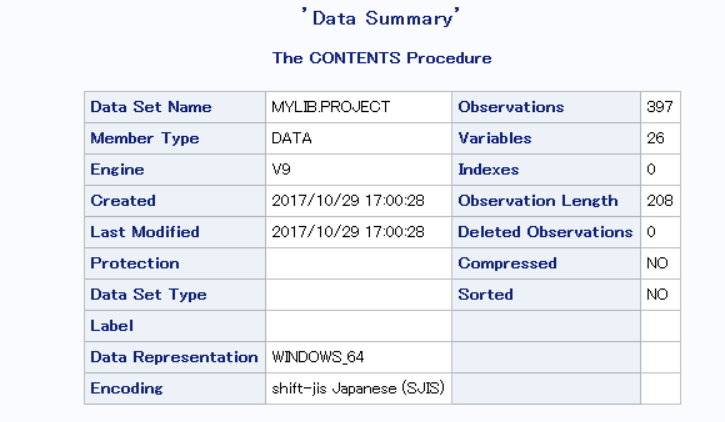 'Data Summary'
The CONTENTS Procedure
Data Set Name MYLIB.PROJECT Observations 397
Member Type DATA Variables 26
Engine V9 Indexes 0
Created 2017/10/29 17:00:28 Observation Length 208
Last Modified 2017/10/29 17:00:28 Deleted Observations 0
Protection Compressed NO
Data Set Type Sorted NO
Label
Data Representation WINDOWS_64
Encoding shift-jis Japanese (SJIS)